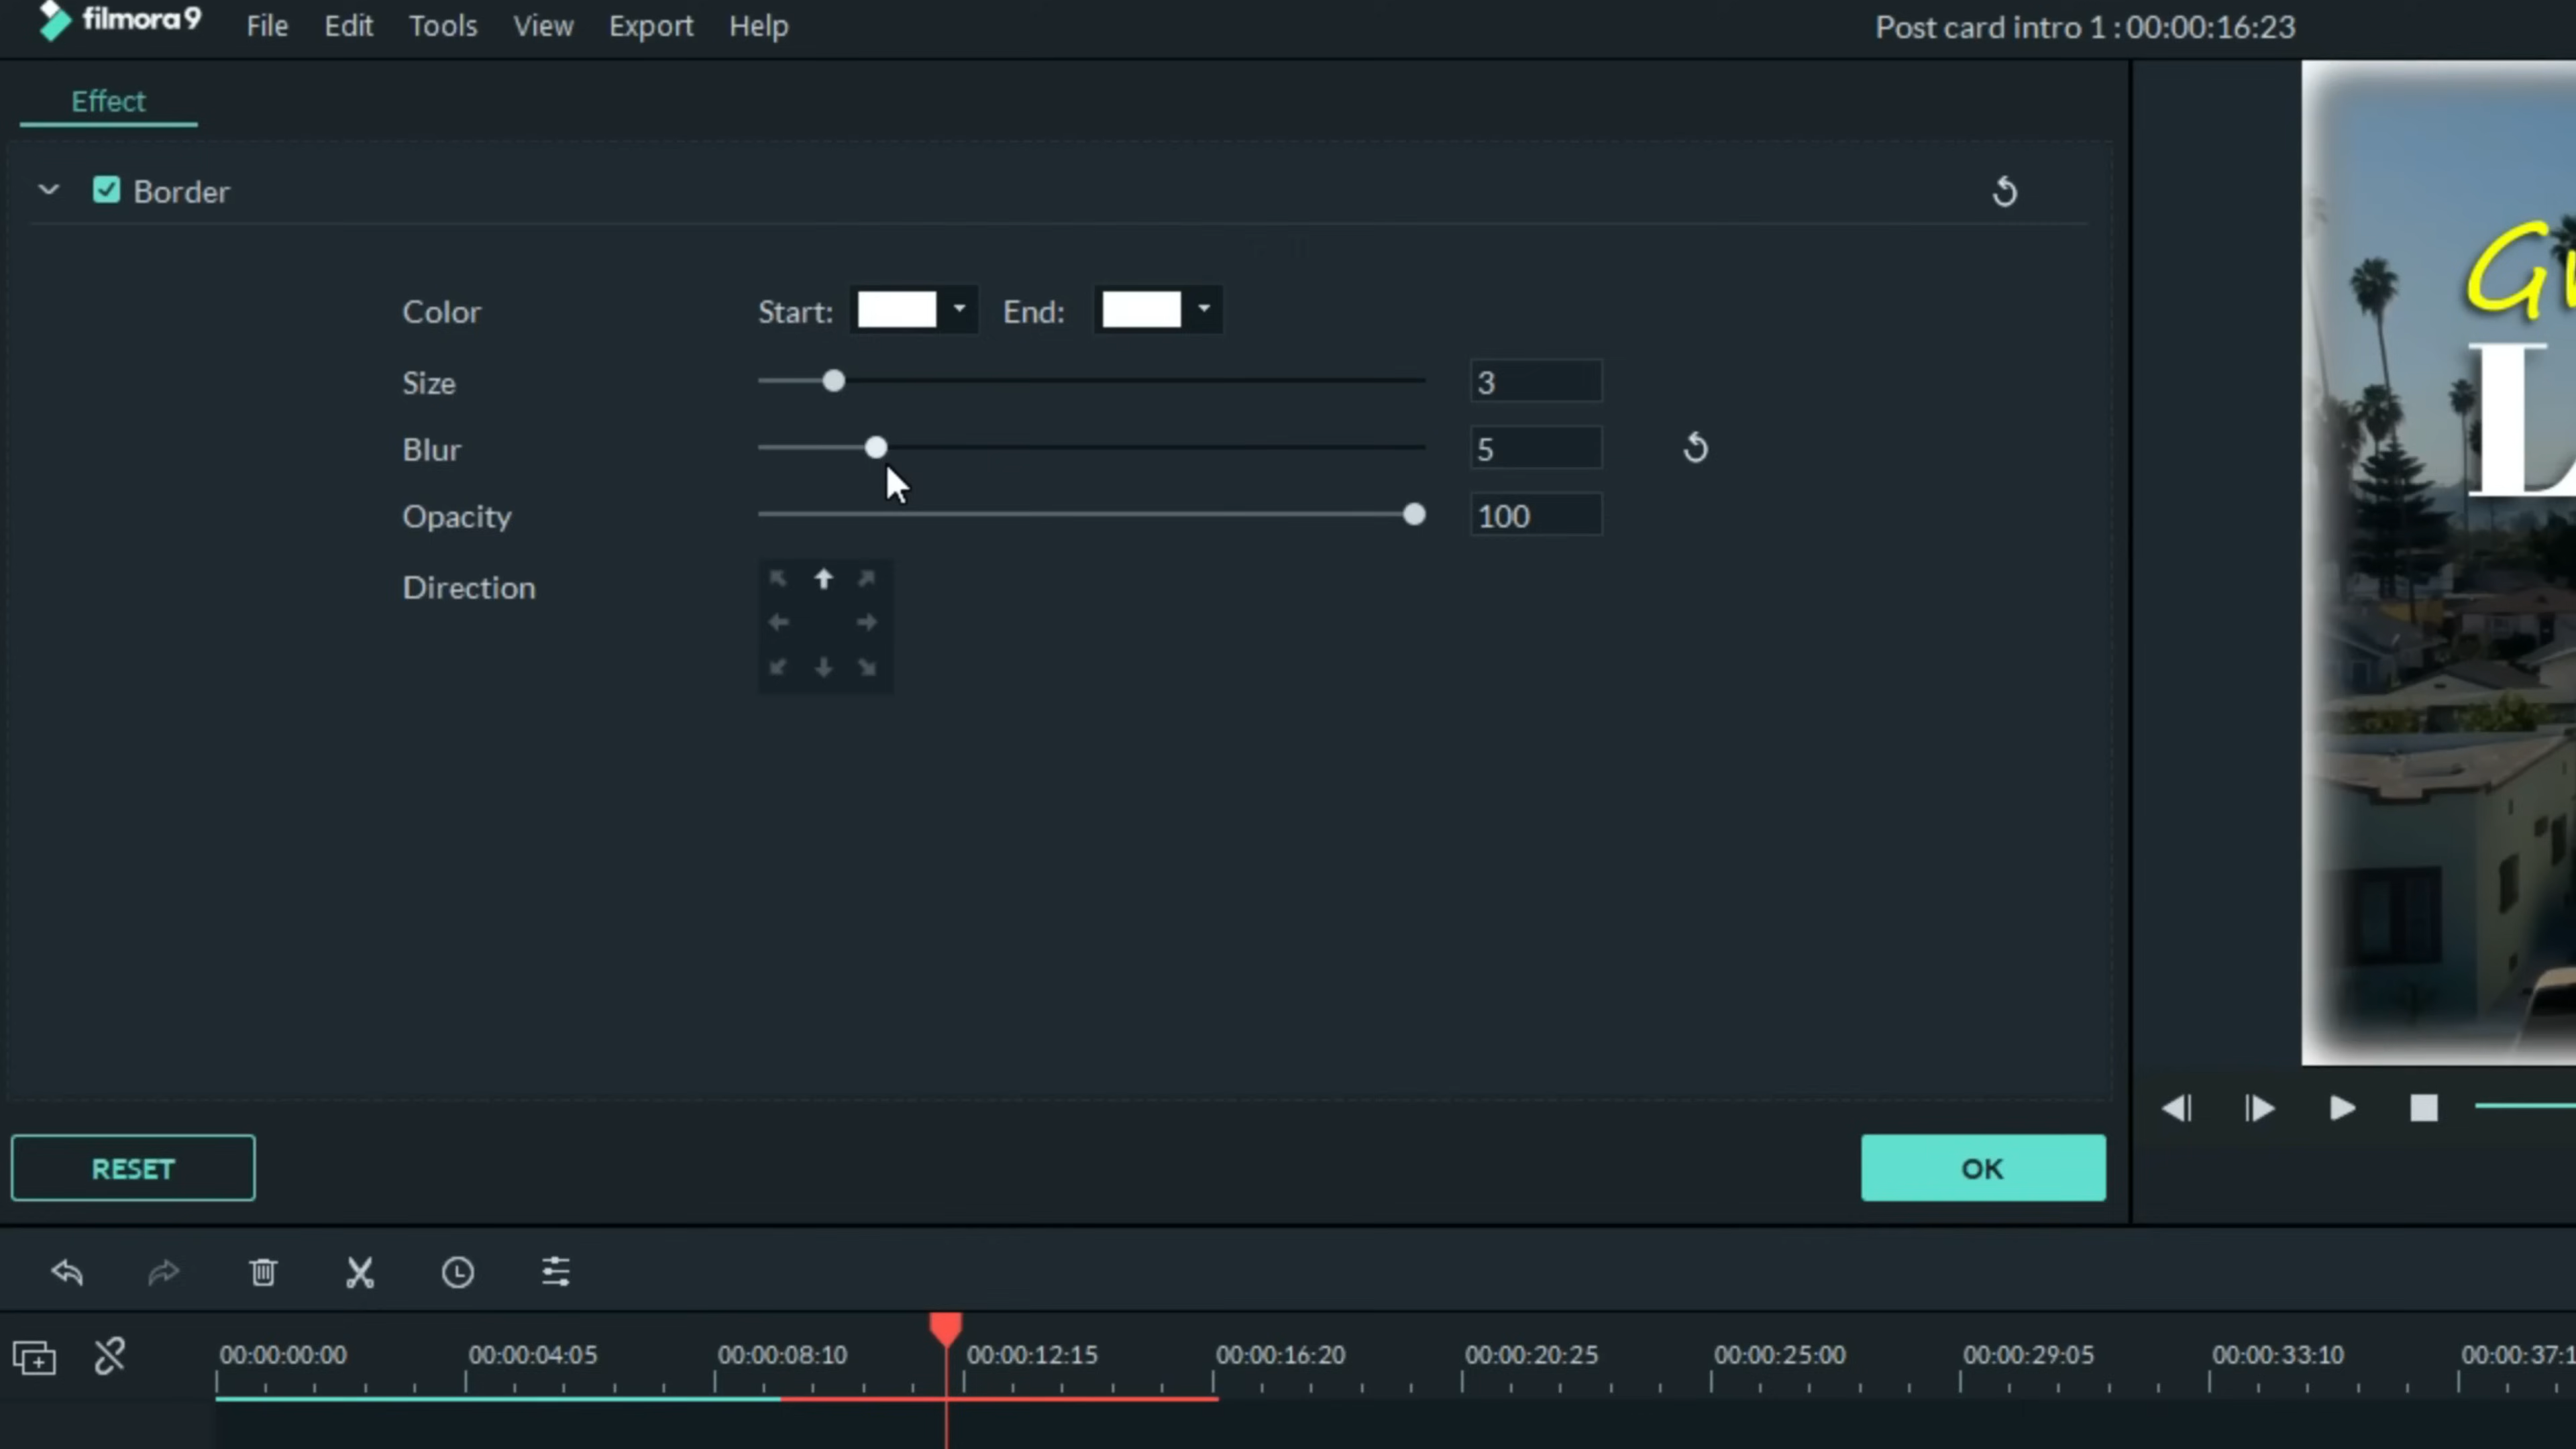 filmora9 File Edit Tools View Export Help Post card intro 1 : 00:00:16:23
Effect
Border
Color Start: End:
Size 3
Blur 5
Opacity 100
Direction
RESET OK
00:00:00:00 00:00:04:05 00:00:08:10 00:00:12:15 00:00:16:20 00:00:20:25 00:00:25:00 00:00:29:05 00:00:33:10